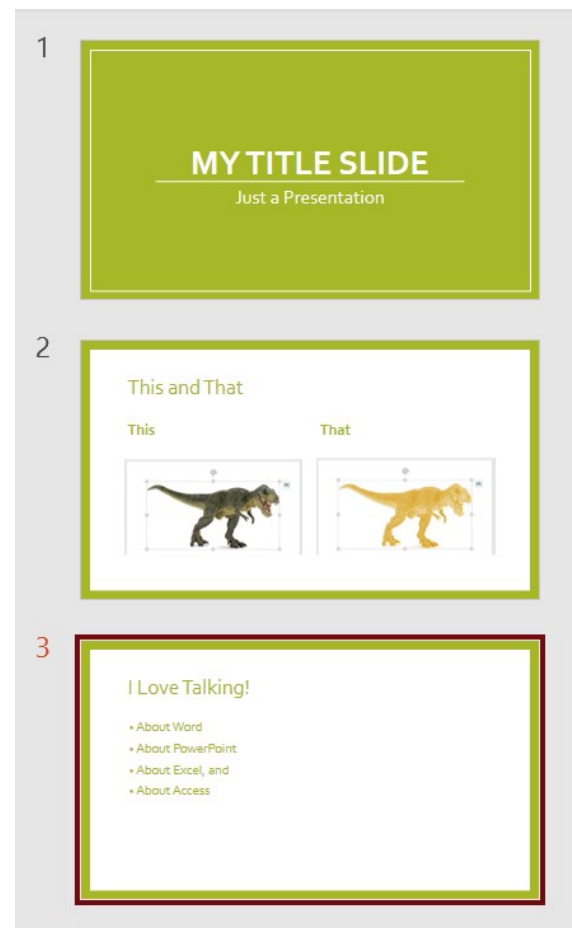 1
MY TITLE SLIDE
Just a Presentation
2
This and That
This That
3
I Love Talking!
• About Word
• About PowerPoint
• About Excel, and
• About Access